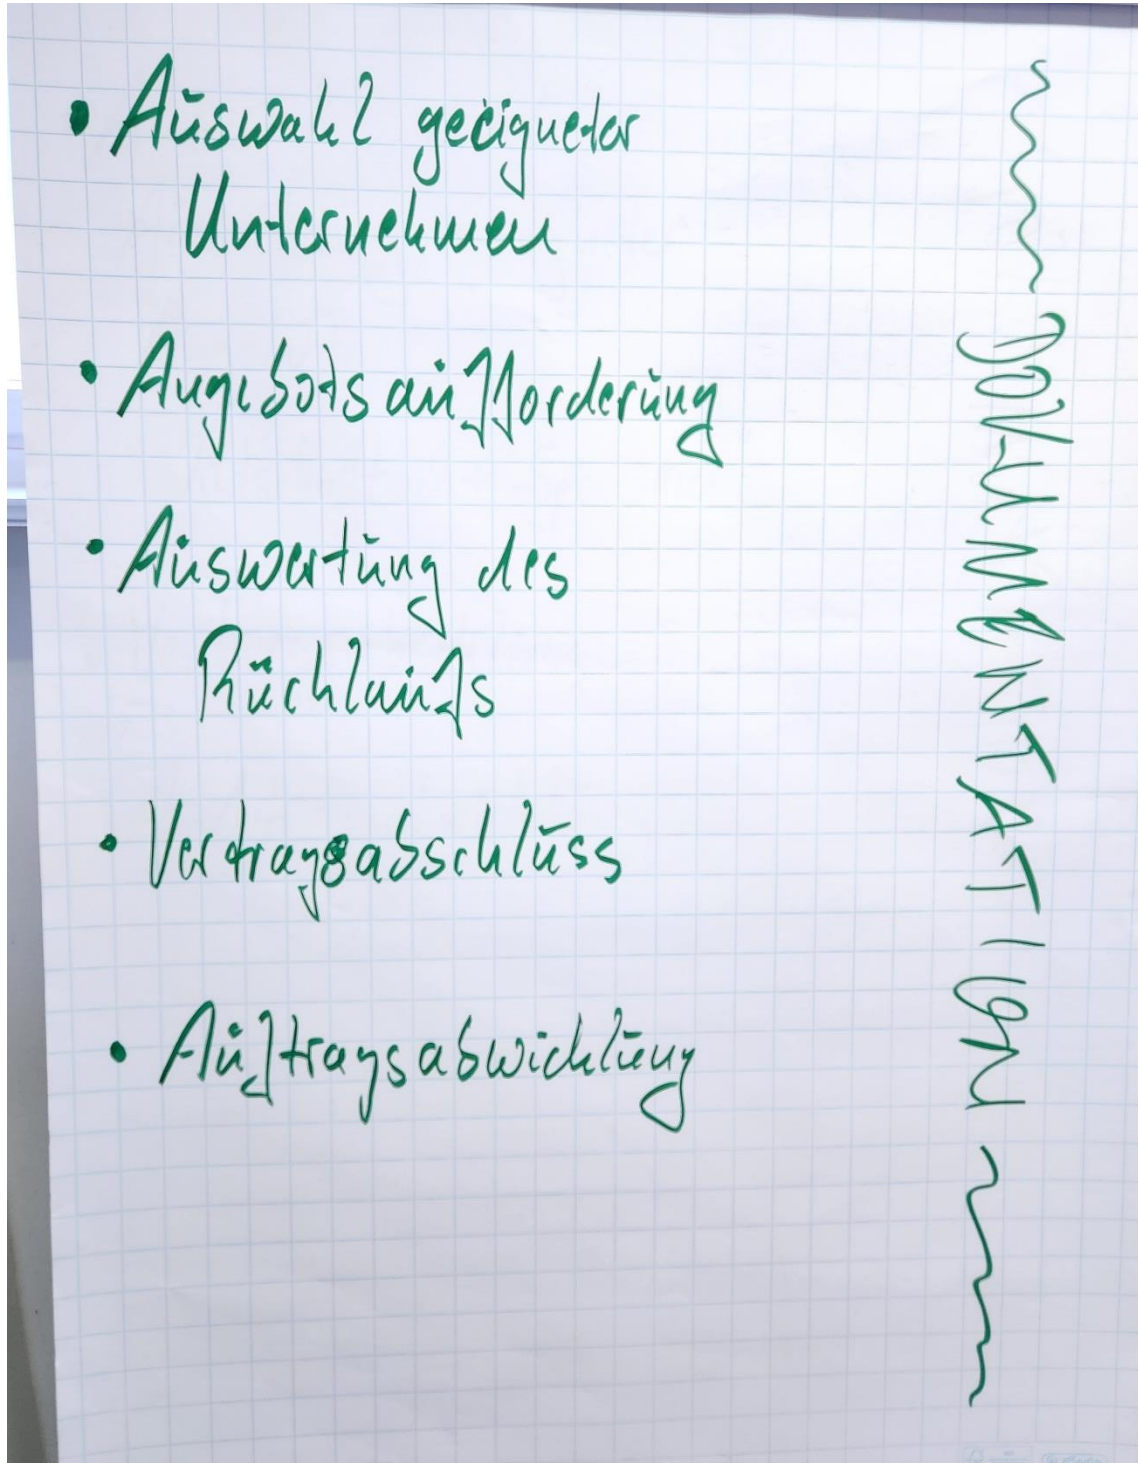 • Auswahl geeigneter
Unternehmen
• Angebotsaufforderung
• Auswertung des
Rücklaufs
• Vertragsabschluss
• Auftragsabwicklung
DOKUMENTATION